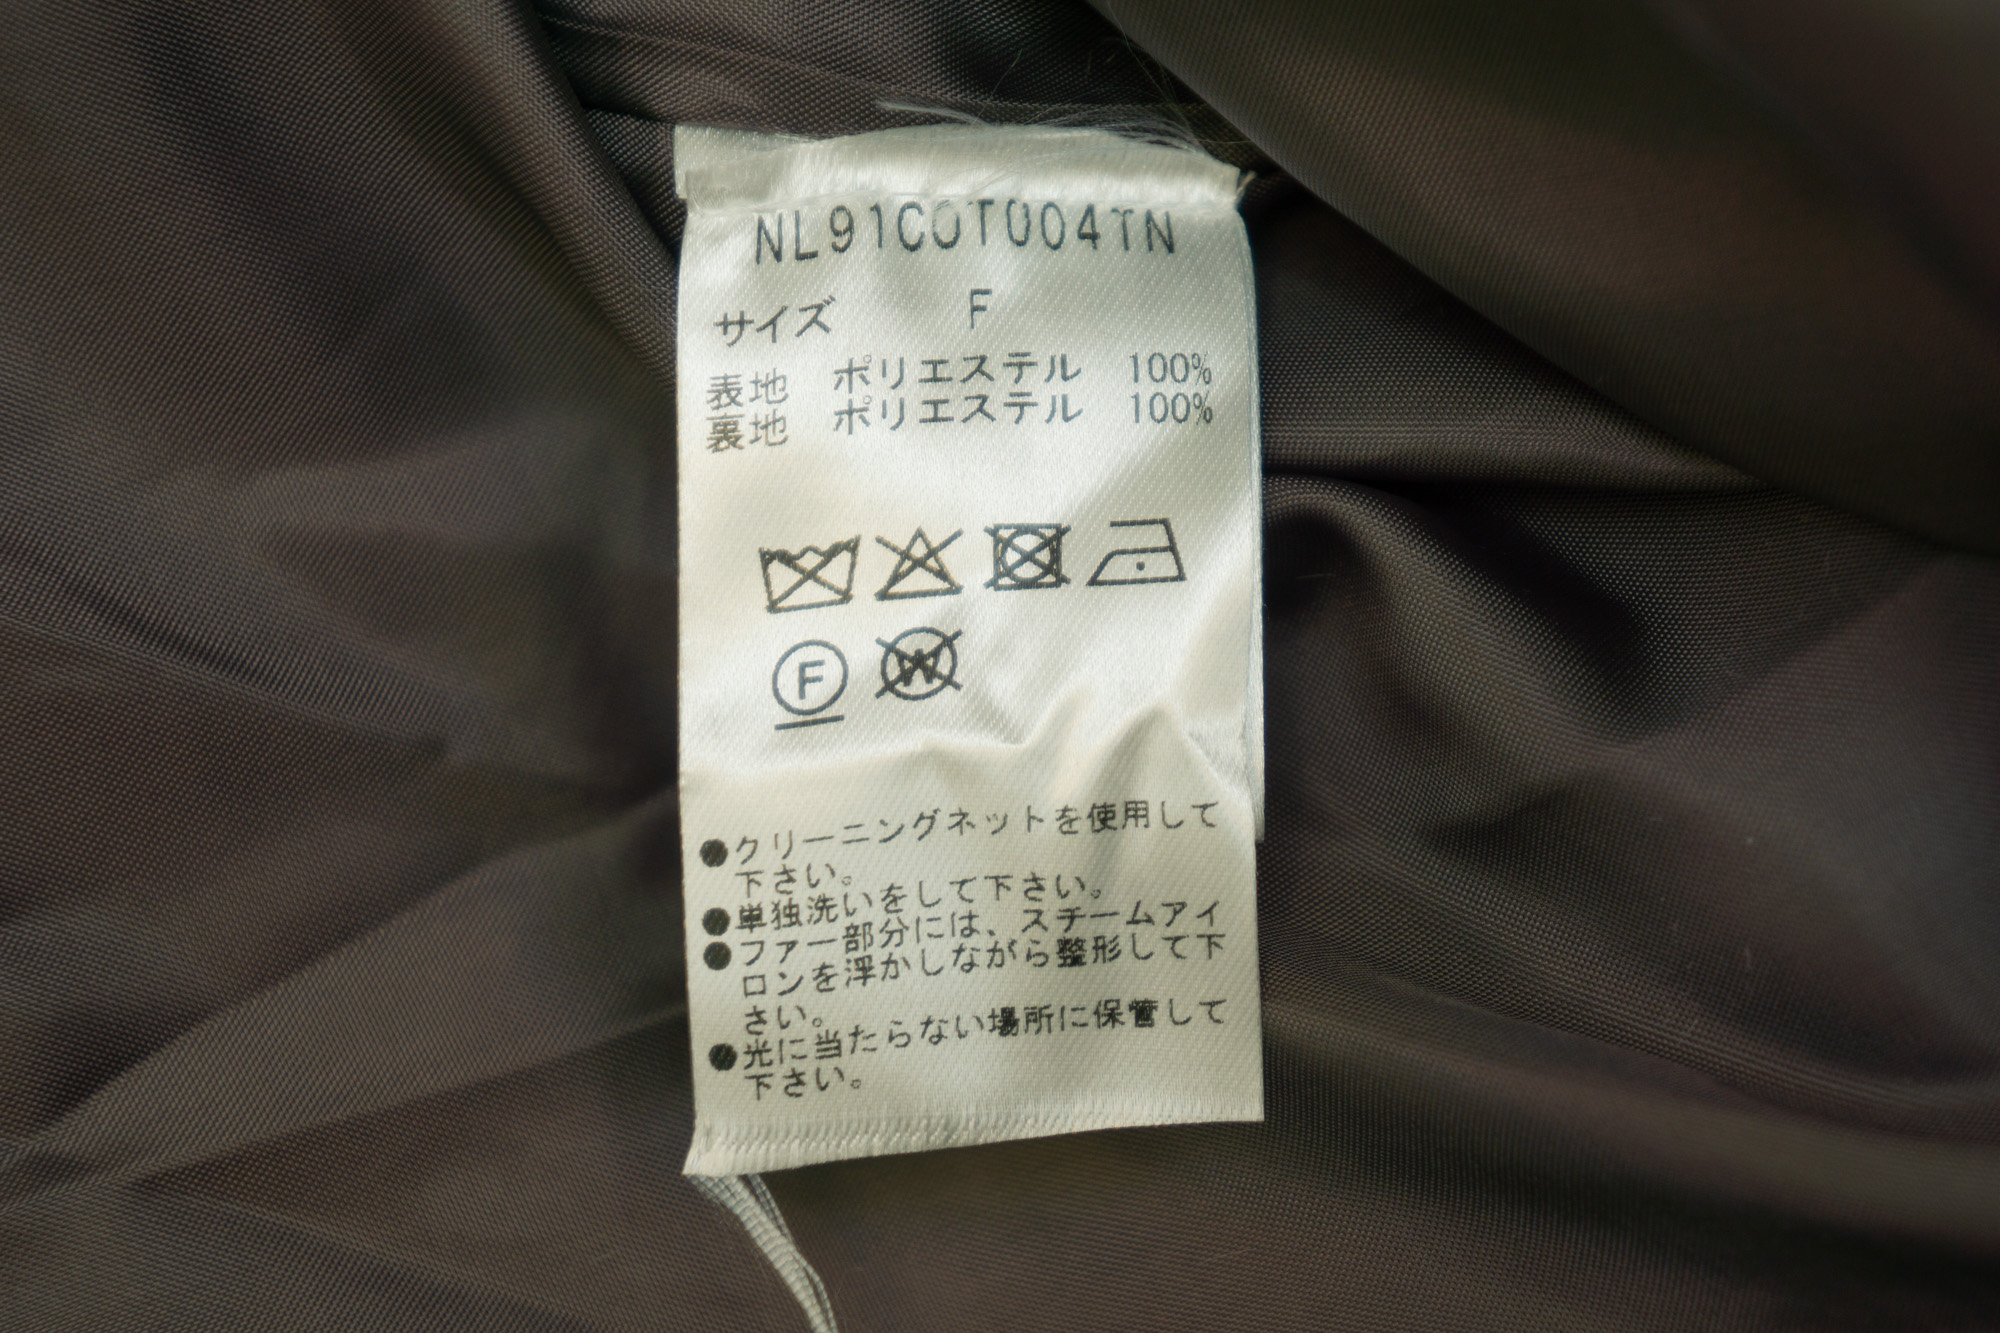 NL91COT004TN
サイズ F
表地 ポリエステル 100%
裏地 ポリエステル 100%
F W
●クリーニングネットを使用して
下さい。
●単独洗いをして下さい。
●ファー部分には、スチームアイ
ロンを浮かしながら整形して下
さい。
●光に当たらない場所に保管して
下さい。